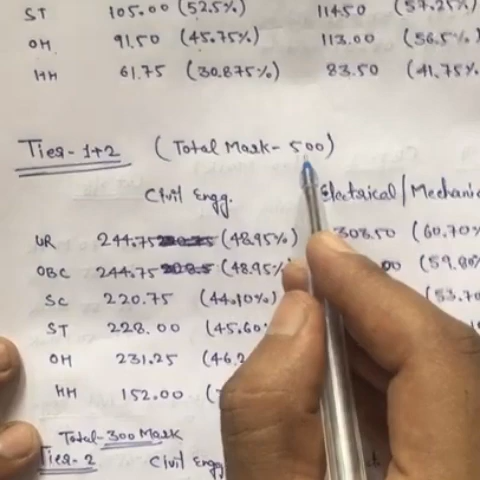 ST 105.00 (52.5%) 114.50 (57.25%)
OH 91.50 (45.75%) 113.00 (56.5%)
HH 61.75 (30.875%) 83.50 (41.75%
Tier-1+2 (Total Mark- 500)
Civil Engg. Electrical/Mechanic
UR 244.75 (48.95%) 303.50 (60.70%
OBC 244.75 (48.95%) 00 (59.80%
SC 220.75 (44.10%) (53.70
ST 228.00 (45.60
OH 231.25 (46.2
HH 152.00
Total-300 Mark
Tier-2 Civil Engg